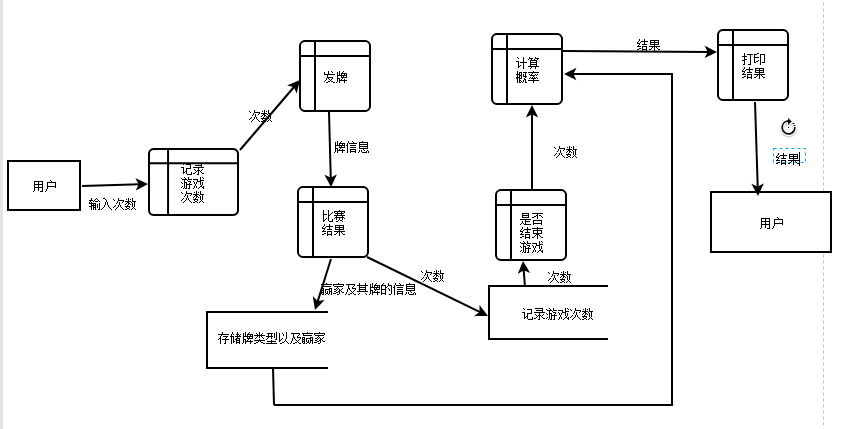 用户
输入次数
记录
游戏
次数
次数
发牌
牌信息
比赛
结果
赢家及其牌的信息
存储牌类型以及赢家
次数
记录游戏次数
次数
是否
结束
游戏
次数
计算
概率
结果
打印
结果
结果
用户